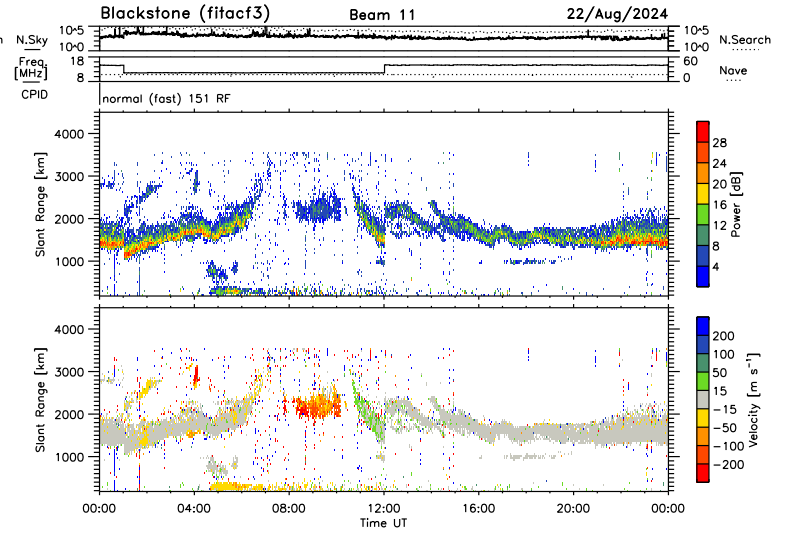 Blackstone (fitacf3) Beam 11 22/Aug/2024
N.Sky 10^5 10^5 N.Search
10^0 10^0
Freq. 18 60
[MHz] 8 0 Nave
CPID normal (fast) 151 RF
4000
3000
2000
1000
Slant Range [km]
28
24
20
16
12
8
4
Power [dB]
4000
3000
2000
1000
Slant Range [km]
200
100
50
15
-15
-50
-100
-200
Velocity [m s⁻¹]
00:00 04:00 08:00 12:00 16:00 20:00 00:00
Time UT